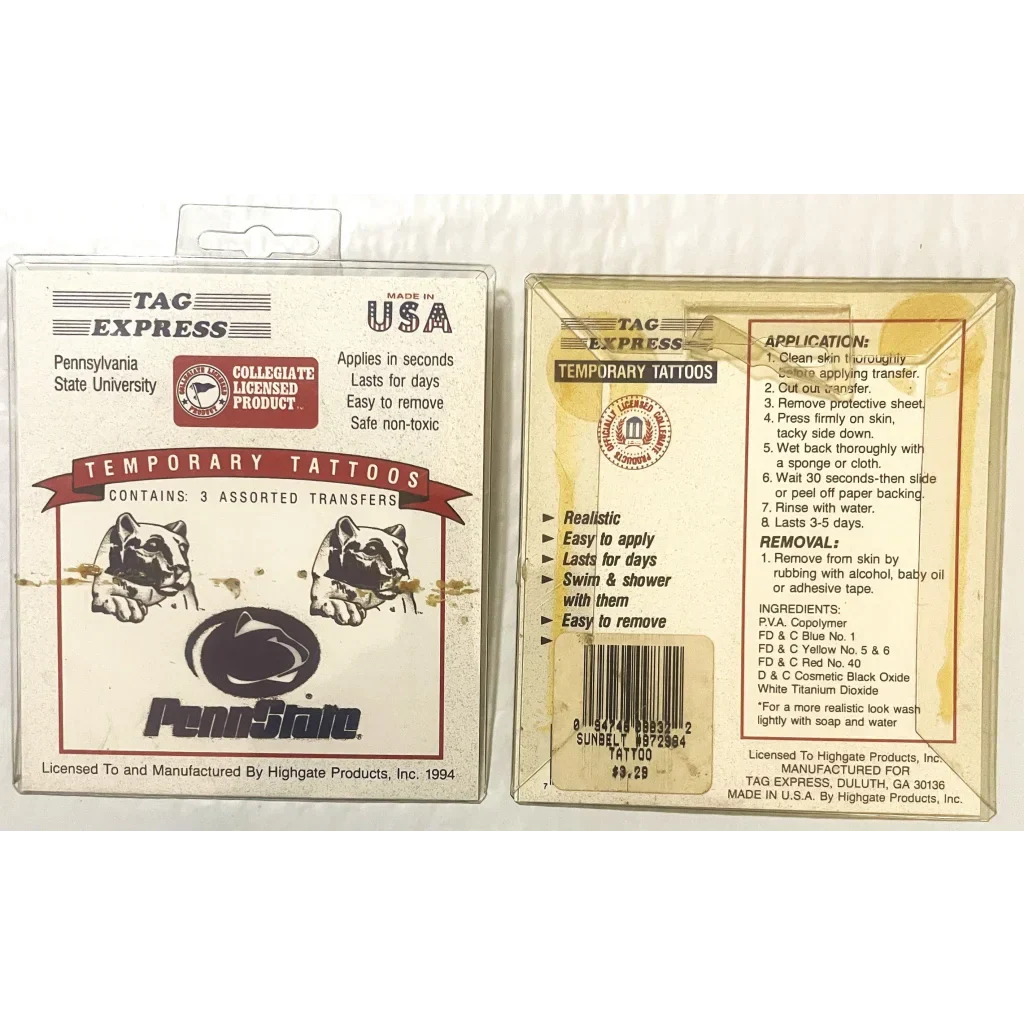 TAG
EXPRESS
MADE IN
USA
Pennsylvania
State University
COLLEGIATE LICENSED
PRODUCT
COLLEGIATE
LICENSED
PRODUCT™
Applies in seconds
Lasts for days
Easy to remove
Safe non-toxic
TEMPORARY TATTOOS
CONTAINS: 3 ASSORTED TRANSFERS
PennState®
Licensed To and Manufactured By Highgate Products, Inc. 1994
TAG
EXPRESS
TEMPORARY TATTOOS
OFFICIALLY LICENSED COLLEGIATE PRODUCTS
► Realistic
► Easy to apply
► Lasts for days
► Swim & shower
with them
► Easy to remove
►
SUNBELT #872984
TATTOO
$3.29
7
APPLICATION:
1. Clean skin thoroughly
before applying transfer.
2. Cut out transfer.
3. Remove protective sheet.
4. Press firmly on skin,
tacky side down.
5. Wet back thoroughly with
a sponge or cloth.
6. Wait 30 seconds-then slide
or peel off paper backing.
7. Rinse with water.
8. Lasts 3-5 days.
REMOVAL:
1. Remove from skin by
rubbing with alcohol, baby oil
or adhesive tape.
INGREDIENTS:
P.V.A. Copolymer
FD & C Blue No. 1
FD & C Yellow No. 5 & 6
FD & C Red No. 40
D & C Cosmetic Black Oxide
White Titanium Dioxide
*For a more realistic look wash
lightly with soap and water
Licensed To Highgate Products, Inc.
MANUFACTURED FOR
TAG EXPRESS, DULUTH, GA 30136
MADE IN U.S.A. By Highgate Products, Inc.